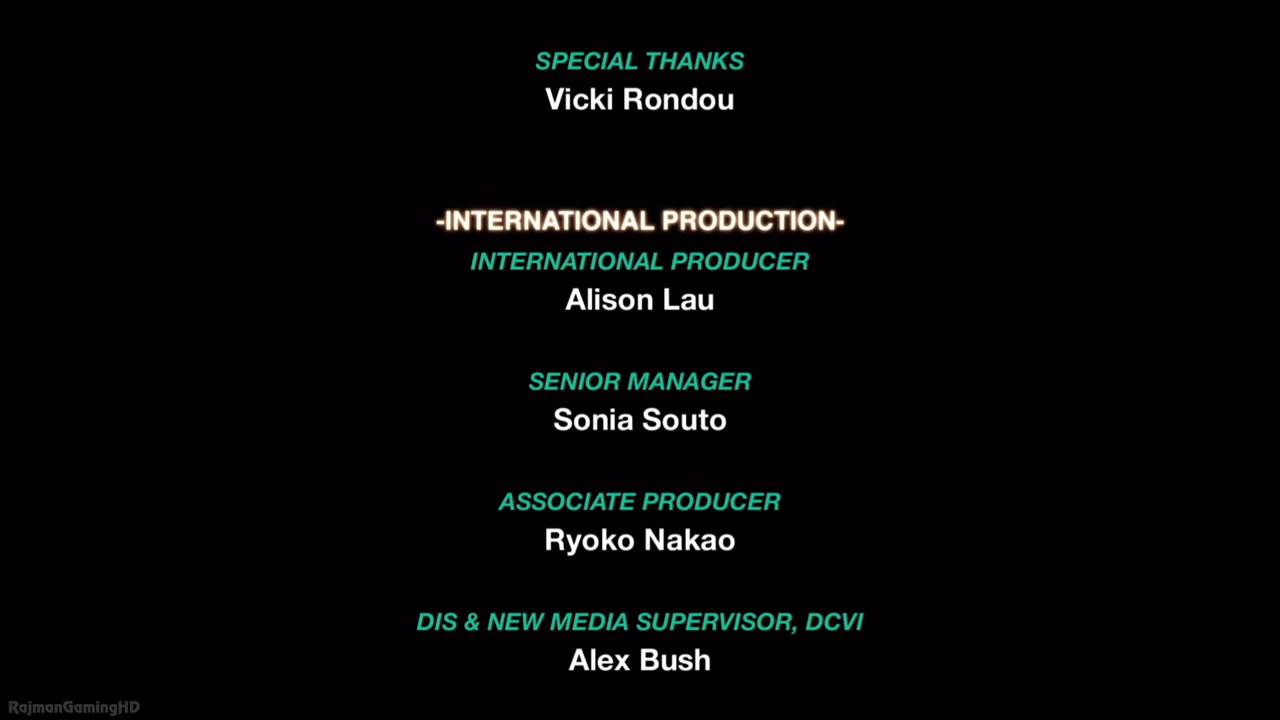 SPECIAL THANKS
Vicki Rondou
-INTERNATIONAL PRODUCTION-
INTERNATIONAL PRODUCER
Alison Lau
SENIOR MANAGER
Sonia Souto
ASSOCIATE PRODUCER
Ryoko Nakao
DIS & NEW MEDIA SUPERVISOR, DCVI
Alex Bush
RajmanGamingHD